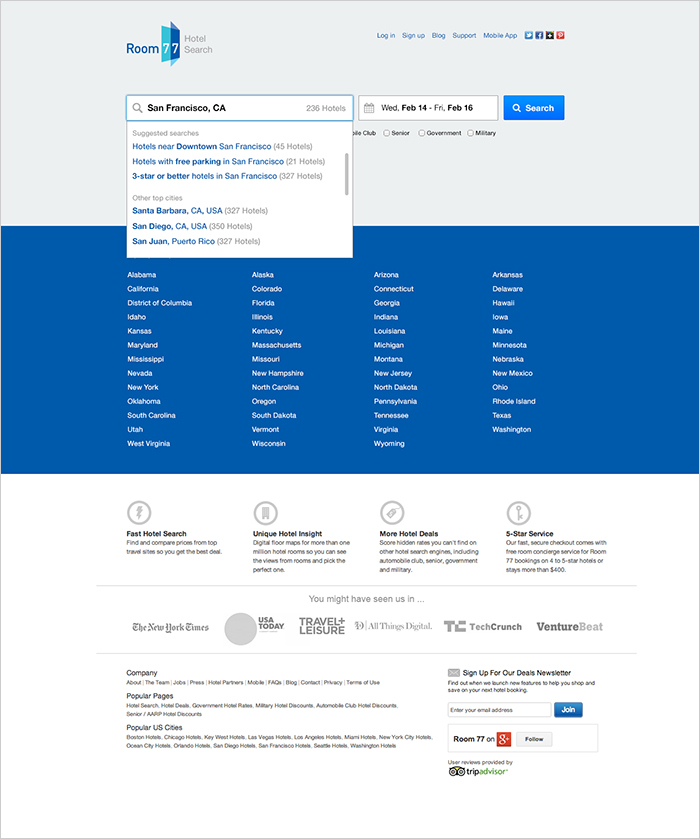 Room 77 Hotel Search
Log in Sign up Blog Support Mobile App
San Francisco, CA 236 Hotels
Wed, Feb 14 - Fri, Feb 16
Search
bile Club Senior Government Military
Suggested searches
Hotels near Downtown San Francisco (45 Hotels)
Hotels with free parking in San Francisco (21 Hotels)
3-star or better hotels in San Francisco (327 Hotels)
Other top cities
Santa Barbara, CA, USA (327 Hotels)
San Diego, CA, USA (350 Hotels)
San Juan, Puerto Rico (327 Hotels)
Alabama Alaska Arizona Arkansas
California Colorado Connecticut Delaware
District of Columbia Florida Georgia Hawaii
Idaho Illinois Indiana Iowa
Kansas Kentucky Louisiana Maine
Maryland Massachusetts Michigan Minnesota
Mississippi Missouri Montana Nebraska
Nevada New Hampshire New Jersey New Mexico
New York North Carolina North Dakota Ohio
Oklahoma Oregon Pennsylvania Rhode Island
South Carolina South Dakota Tennessee Texas
Utah Vermont Virginia Washington
West Virginia Wisconsin Wyoming
Fast Hotel Search
Find and compare prices from top
travel sites so you get the best deal.
Unique Hotel Insight
Digital floor maps for more than one
million hotel rooms so you can see
the views from rooms and pick the
perfect one.
More Hotel Deals
Score hidden rates you can't find on
other hotel search engines, including
automobile club, senior, government
and military.
5-Star Service
Our fast, secure checkout comes with
free room concierge service for Room
77 bookings on 4 to 5-star hotels or
stays more than $400.
You might have seen us in ...
The New York Times
USA TODAY
TRAVEL+ LEISURE
D All Things Digital.
TC TechCrunch
VentureBeat
Company
About | The Team | Jobs | Press | Hotel Partners | Mobile | FAQs | Blog | Contact | Privacy | Terms of Use
Popular Pages
Hotel Search, Hotel Deals, Government Hotel Rates, Military Hotel Discounts, Automobile Club Hotel Discounts,
Senior / AARP Hotel Discounts
Popular US Cities
Boston Hotels, Chicago Hotels, Key West Hotels, Las Vegas Hotels, Los Angeles Hotels, Miami Hotels, New York City Hotels,
Ocean City Hotels, Orlando Hotels, San Diego Hotels, San Francisco Hotels, Seattle Hotels, Washington Hotels
Sign Up For Our Deals Newsletter
Find out when we launch new features to help you shop and
save on your next hotel booking.
Enter your email address Join
Room 77 on g+ Follow
User reviews provided by
tripadvisor